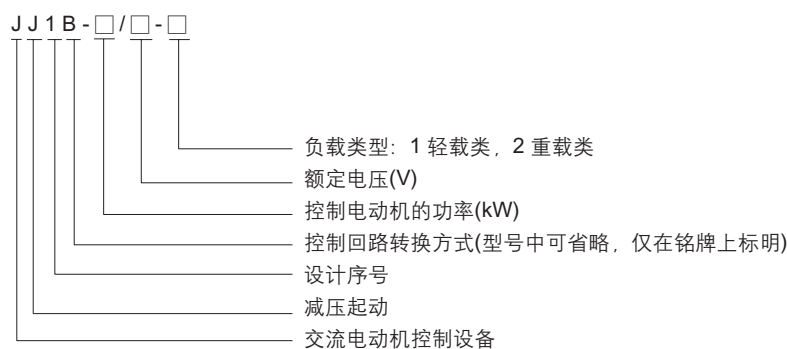 JJ1B-□/□-□
负载类型：1 轻载类，2 重载类
额定电压(V)
控制电动机的功率(kW)
控制回路转换方式(型号中可省略，仅在铭牌上标明)
设计序号
减压起动
交流电动机控制设备